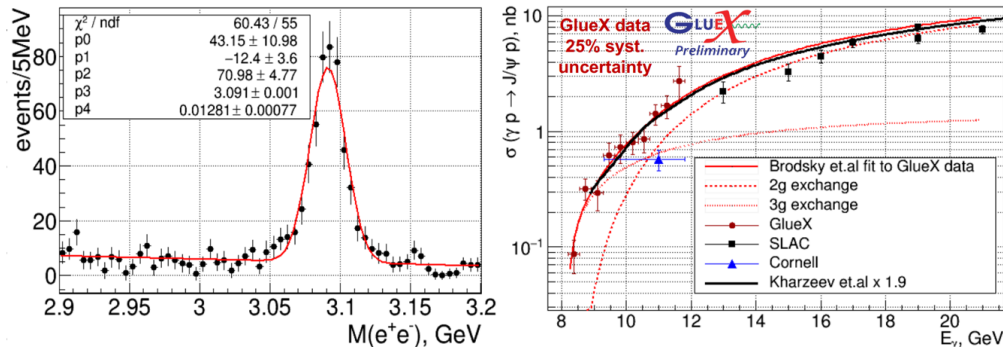 χ² / ndf 60.43 / 55
p0 43.15 ± 10.98
p1 −12.4 ± 3.6
p2 70.98 ± 4.77
p3 3.091 ± 0.001
p4 0.01281 ± 0.00077
events/5MeV
80
60
40
20
0
2.9 2.95 3 3.05 3.1 3.15 3.2
M(e⁺e⁻), GeV
σ (γ p → J/ψ p), nb
10
1
10⁻¹
GlueX data
25% syst.
uncertainty
GLUEX
Preliminary
Brodsky et.al fit to GlueX data
2g exchange
3g exchange
GlueX
SLAC
Cornell
Kharzeev et.al x 1.9
8 10 12 14 16 18 20 22
Eγ, GeV